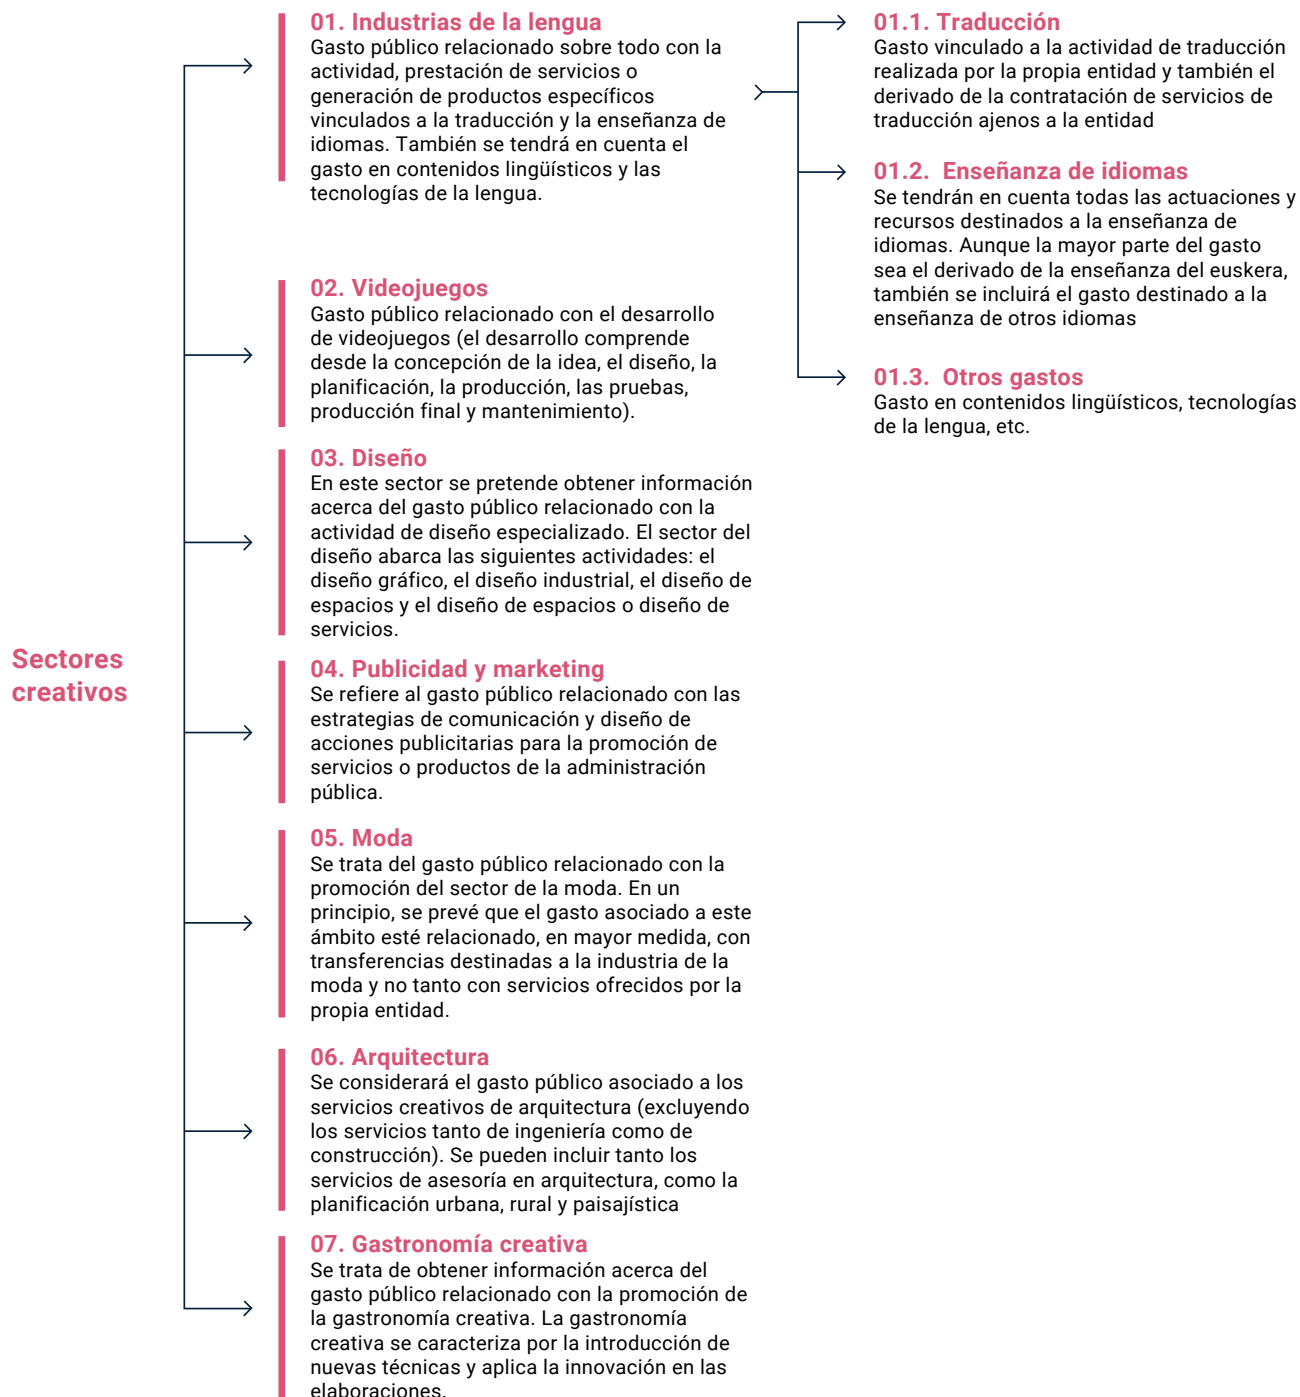 Sectores
creativos
01. Industrias de la lengua
Gasto público relacionado sobre todo con la
actividad, prestación de servicios o
generación de productos específicos
vinculados a la traducción y la enseñanza de
idiomas. También se tendrá en cuenta el
gasto en contenidos lingüísticos y las
tecnologías de la lengua.
01.1. Traducción
Gasto vinculado a la actividad de traducción
realizada por la propia entidad y también el
derivado de la contratación de servicios de
traducción ajenos a la entidad
01.2. Enseñanza de idiomas
Se tendrán en cuenta todas las actuaciones y
recursos destinados a la enseñanza de
idiomas. Aunque la mayor parte del gasto
sea el derivado de la enseñanza del euskera,
también se incluirá el gasto destinado a la
enseñanza de otros idiomas
01.3. Otros gastos
Gasto en contenidos lingüísticos, tecnologías
de la lengua, etc.
02. Videojuegos
Gasto público relacionado con el desarrollo
de videojuegos (el desarrollo comprende
desde la concepción de la idea, el diseño, la
planificación, la producción, las pruebas,
producción final y mantenimiento).
03. Diseño
En este sector se pretende obtener información
acerca del gasto público relacionado con la
actividad de diseño especializado. El sector del
diseño abarca las siguientes actividades: el
diseño gráfico, el diseño industrial, el diseño de
espacios y el diseño de espacios o diseño de
servicios.
04. Publicidad y marketing
Se refiere al gasto público relacionado con las
estrategias de comunicación y diseño de
acciones publicitarias para la promoción de
servicios o productos de la administración
pública.
05. Moda
Se trata del gasto público relacionado con la
promoción del sector de la moda. En un
principio, se prevé que el gasto asociado a este
ámbito esté relacionado, en mayor medida, con
transferencias destinadas a la industria de la
moda y no tanto con servicios ofrecidos por la
propia entidad.
06. Arquitectura
Se considerará el gasto público asociado a los
servicios creativos de arquitectura (excluyendo
los servicios tanto de ingeniería como de
construcción). Se pueden incluir tanto los
servicios de asesoría en arquitectura, como la
planificación urbana, rural y paisajística
07. Gastronomía creativa
Se trata de obtener información acerca del
gasto público relacionado con la promoción de
la gastronomía creativa. La gastronomía
creativa se caracteriza por la introducción de
nuevas técnicas y aplica la innovación en las
elaboraciones.